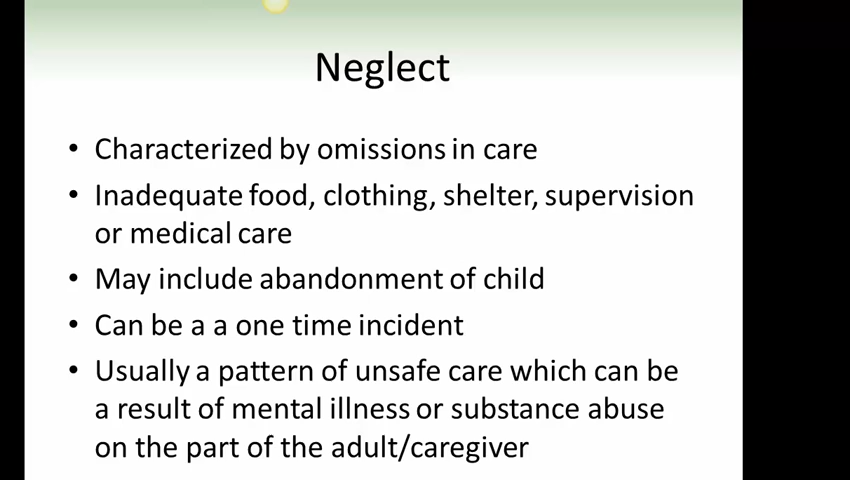 Neglect
• Characterized by omissions in care
• Inadequate food, clothing, shelter, supervision
or medical care
• May include abandonment of child
• Can be a a one time incident
• Usually a pattern of unsafe care which can be
a result of mental illness or substance abuse
on the part of the adult/caregiver